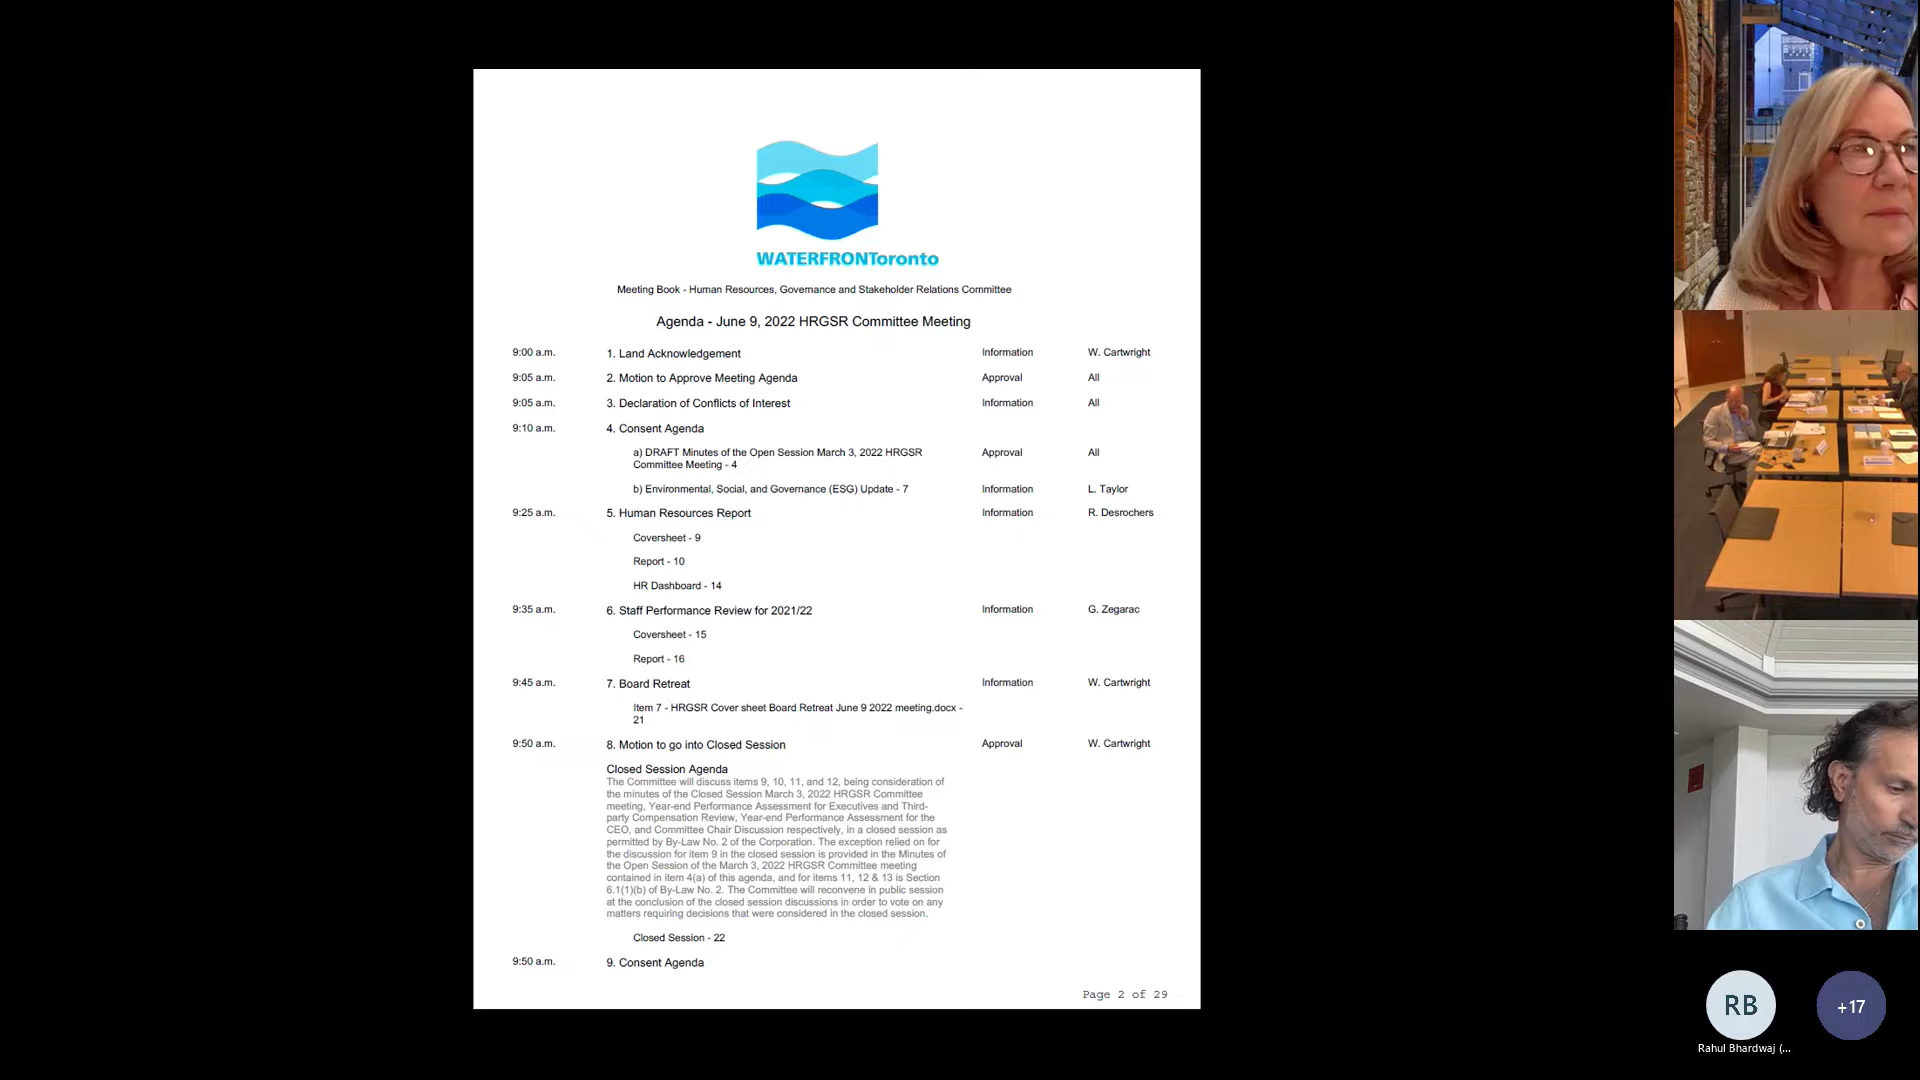 WATERFRONToronto
Meeting Book - Human Resources, Governance and Stakeholder Relations Committee
Agenda - June 9, 2022 HRGSR Committee Meeting
9:00 a.m. 1. Land Acknowledgement Information W. Cartwright
9:05 a.m. 2. Motion to Approve Meeting Agenda Approval All
9:05 a.m. 3. Declaration of Conflicts of Interest Information All
9:10 a.m. 4. Consent Agenda
a) DRAFT Minutes of the Open Session March 3, 2022 HRGSR Approval All
Committee Meeting - 4
b) Environmental, Social, and Governance (ESG) Update - 7 Information L. Taylor
9:25 a.m. 5. Human Resources Report Information R. Desrochers
Coversheet - 9
Report - 10
HR Dashboard - 14
9:35 a.m. 6. Staff Performance Review for 2021/22 Information G. Zegarac
Coversheet - 15
Report - 16
9:45 a.m. 7. Board Retreat Information W. Cartwright
Item 7 - HRGSR Cover sheet Board Retreat June 9 2022 meeting.docx -
21
9:50 a.m. 8. Motion to go into Closed Session Approval W. Cartwright
Closed Session Agenda
The Committee will discuss items 9, 10, 11, and 12, being consideration of
the minutes of the Closed Session March 3, 2022 HRGSR Committee
meeting, Year-end Performance Assessment for Executives and Third-
party Compensation Review, Year-end Performance Assessment for the
CEO, and Committee Chair Discussion respectively, in a closed session as
permitted by By-Law No. 2 of the Corporation. The exception relied on for
the discussion for item 9 in the closed session is provided in the Minutes of
the Open Session of the March 3, 2022 HRGSR Committee meeting
contained in item 4(a) of this agenda, and for items 11, 12 & 13 is Section
6.1(1)(b) of By-Law No. 2. The Committee will reconvene in public session
at the conclusion of the closed session discussions in order to vote on any
matters requiring decisions that were considered in the closed session.
Closed Session - 22
9:50 a.m. 9. Consent Agenda
Page 2 of 29
RB
+17
Rahul Bhardwaj (...